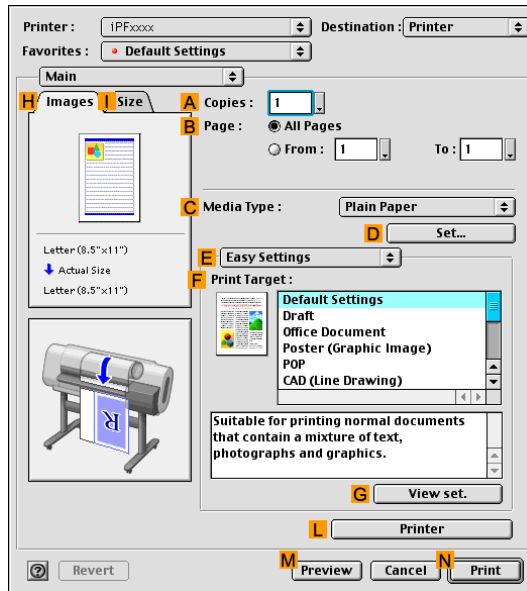 Printer : iPFxxxx Destination : Printer
Favorites : Default Settings
Main
H Images I Size
A Copies : 1
B Page : All Pages
From : 1 To : 1
C Media Type : Plain Paper
D Set...
Letter (8.5"x11")
Actual Size
Letter (8.5"x11")
E Easy Settings
F Print Target :
Default Settings
Draft
Office Document
Poster (Graphic Image)
POP
CAD (Line Drawing)
R
Suitable for printing normal documents
that contain a mixture of text,
photographs and graphics.
G View set.
L Printer
? Revert M Preview Cancel N Print